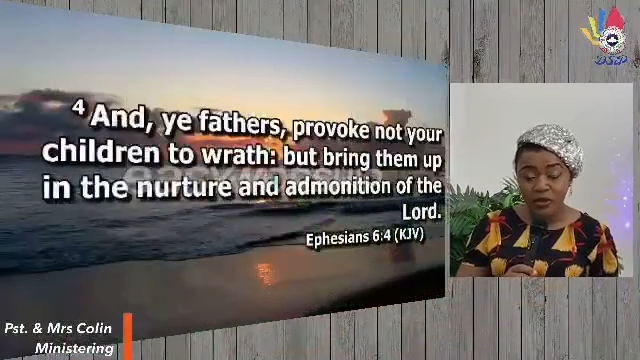 4 And, ye fathers, provoke not your
children to wrath: but bring them up
in the nurture and admonition of the
Lord.
Ephesians 6:4 (KJV)
DSP
Pst. & Mrs Colin
Ministering